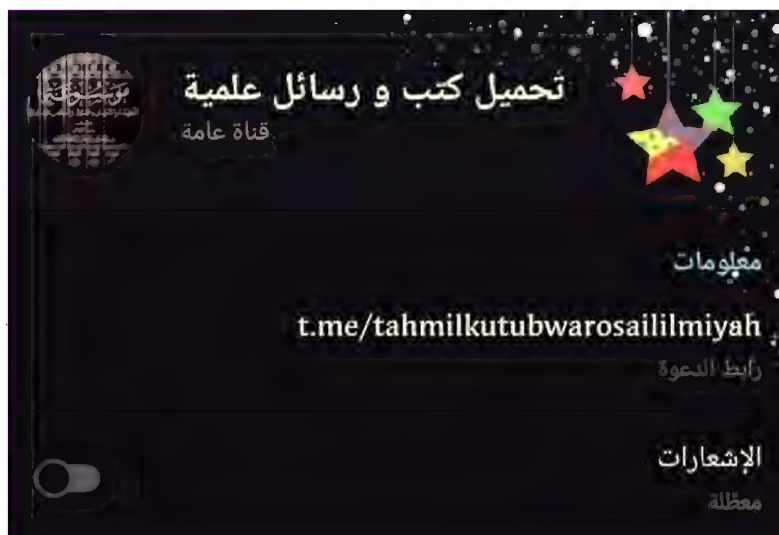 تحميل كتب و رسائل علمية
قناة عامة
معلومات
t.me/tahmilkutubwarosaililmiyah
رابط الدعوة
الإشعارات
معطلة